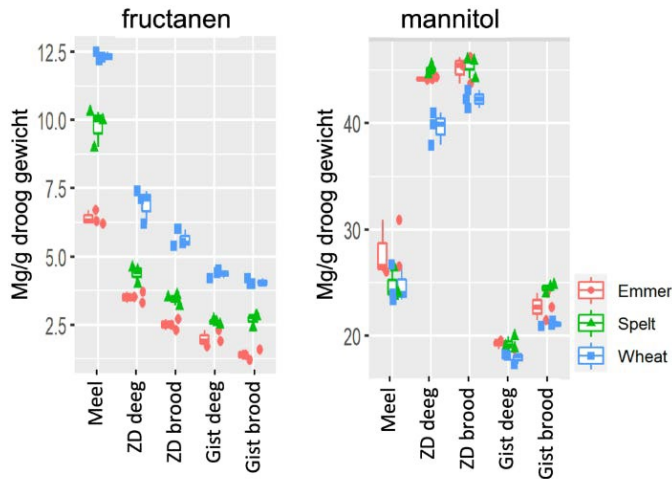 fructanen
mannitol
Mg/g droog gewicht
12.5
10.0
7.5
5.0
2.5
Meel
ZD deeg
ZD brood
Gist deeg
Gist brood
Mg/g droog gewicht
40
30
20
Meel
ZD deeg
ZD brood
Gist deeg
Gist brood
Emmer
Spelt
Wheat